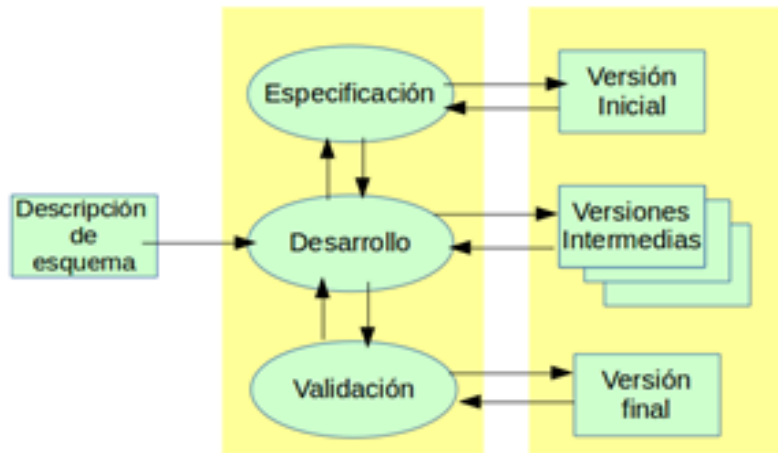 Especificación
Versión
Inicial
Descripción
de
esquema
Desarrollo
Versiones
Intermedias
Validación
Versión
final